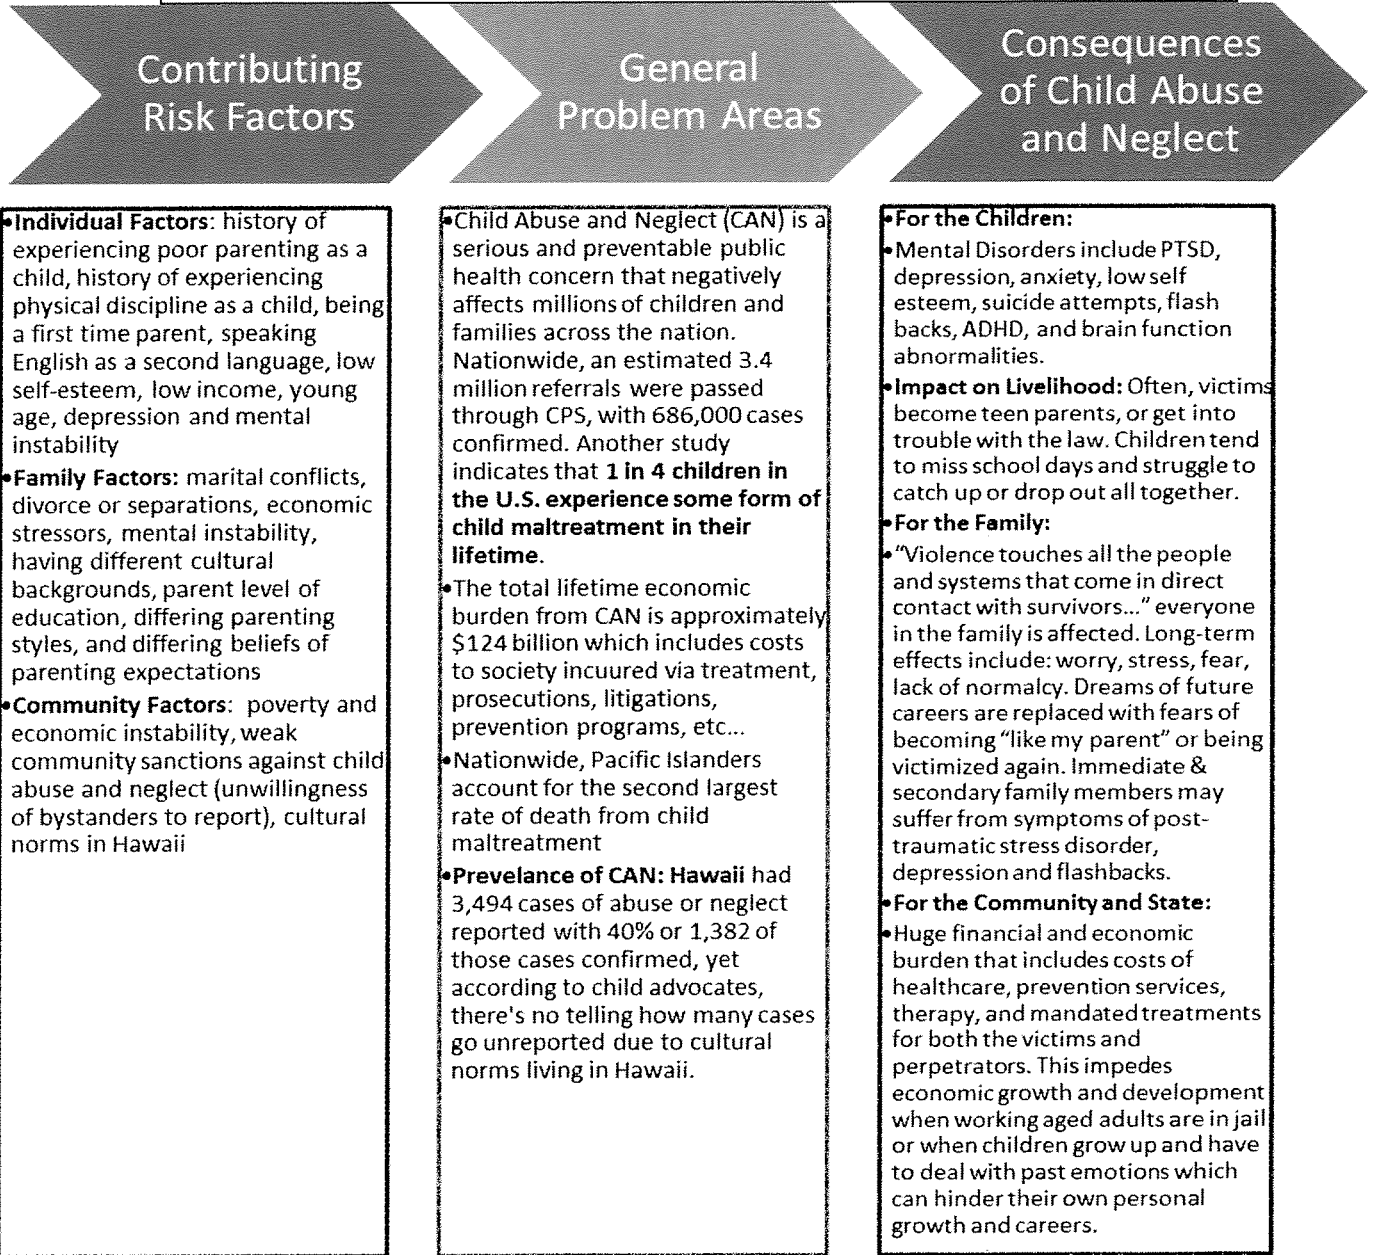 Contributing
Risk Factors
General
Problem Areas
Consequences
of Child Abuse
and Neglect
•Individual Factors: history of
experiencing poor parenting as a
child, history of experiencing
physical discipline as a child, being
a first time parent, speaking
English as a second language, low
self-esteem, low income, young
age, depression and mental
instability
•Family Factors: marital conflicts,
divorce or separations, economic
stressors, mental instability,
having different cultural
backgrounds, parent level of
education, differing parenting
styles, and differing beliefs of
parenting expectations
•Community Factors: poverty and
economic instability, weak
community sanctions against child
abuse and neglect (unwillingness
of bystanders to report), cultural
norms in Hawaii
•Child Abuse and Neglect (CAN) is a
serious and preventable public
health concern that negatively
affects millions of children and
families across the nation.
Nationwide, an estimated 3.4
million referrals were passed
through CPS, with 686,000 cases
confirmed. Another study
indicates that 1 in 4 children in
the U.S. experience some form of
child maltreatment in their
lifetime.
•The total lifetime economic
burden from CAN is approximately
$124 billion which includes costs
to society incuured via treatment,
prosecutions, litigations,
prevention programs, etc...
•Nationwide, Pacific Islanders
account for the second largest
rate of death from child
maltreatment
•Prevelance of CAN: Hawaii had
3,494 cases of abuse or neglect
reported with 40% or 1,382 of
those cases confirmed, yet
according to child advocates,
there's no telling how many cases
go unreported due to cultural
norms living in Hawaii.
•For the Children:
•Mental Disorders include PTSD,
depression, anxiety, low self
esteem, suicide attempts, flash
backs, ADHD, and brain function
abnormalities.
•Impact on Livelihood: Often, victims
become teen parents, or get into
trouble with the law. Children tend
to miss school days and struggle to
catch up or drop out all together.
•For the Family:
•"Violence touches all the people
and systems that come in direct
contact with survivors..." everyone
in the family is affected. Long-term
effects include: worry, stress, fear,
lack of normalcy. Dreams of future
careers are replaced with fears of
becoming "like my parent" or being
victimized again. Immediate &
secondary family members may
suffer from symptoms of post-
traumatic stress disorder,
depression and flashbacks.
•For the Community and State:
•Huge financial and economic
burden that includes costs of
healthcare, prevention services,
therapy, and mandated treatments
for both the victims and
perpetrators. This impedes
economic growth and development
when working aged adults are in jail
or when children grow up and have
to deal with past emotions which
can hinder their own personal
growth and careers.